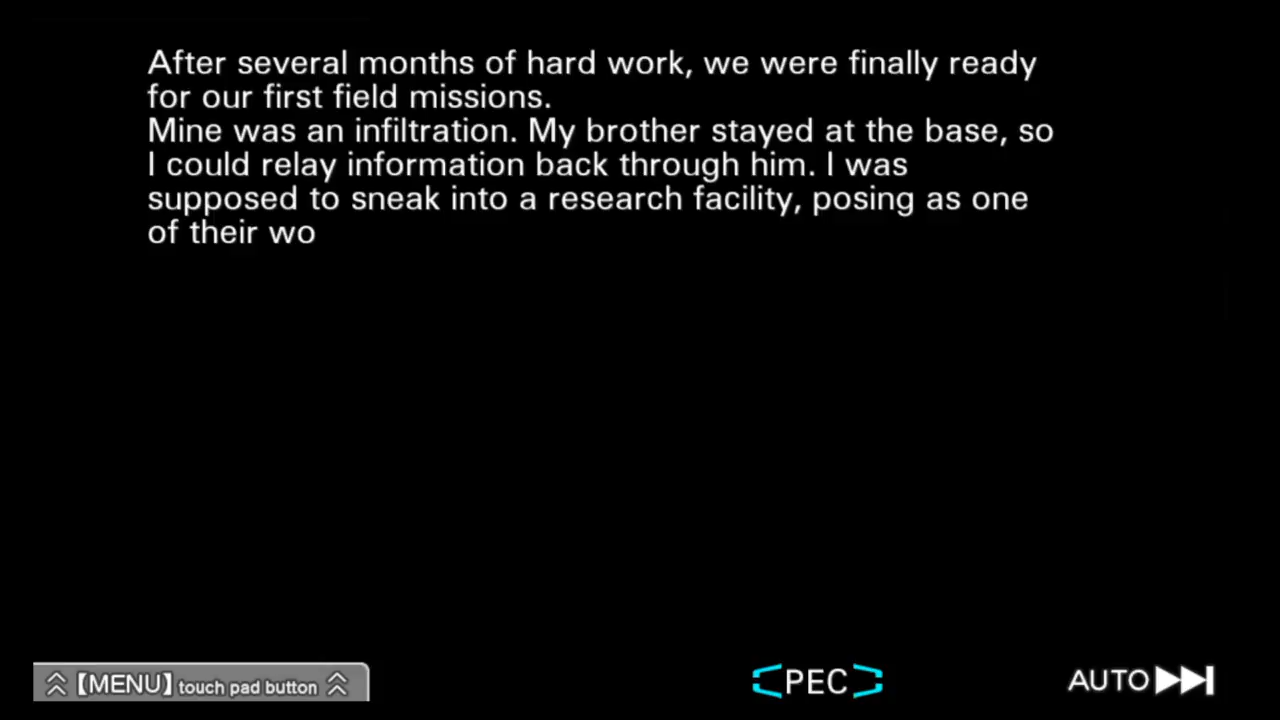 After several months of hard work, we were finally ready
for our first field missions.
Mine was an infiltration. My brother stayed at the base, so
I could relay information back through him. I was
supposed to sneak into a research facility, posing as one
of their wo
【MENU】touch pad button
PEC
AUTO